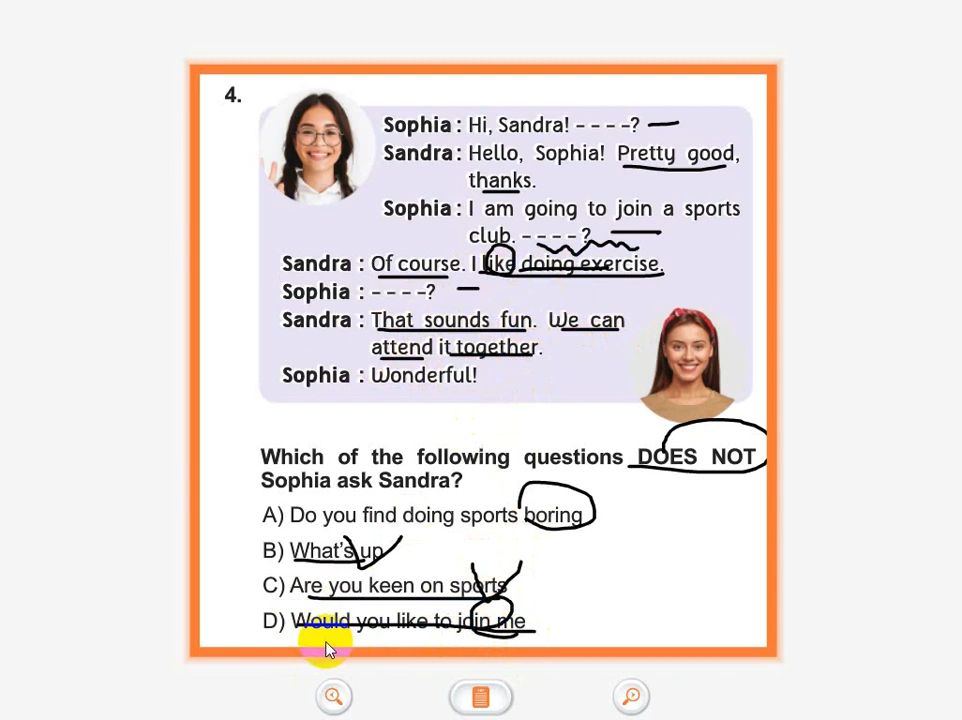 4.
Sophia : Hi, Sandra! - - - -?
Sandra : Hello, Sophia! Pretty good,
thanks.
Sophia : I am going to join a sports
club. - - - -?
Sandra : Of course. I like doing exercise.
Sophia : - - - -?
Sandra : That sounds fun. We can
attend it together.
Sophia : Wonderful!
Which of the following questions DOES NOT
Sophia ask Sandra?
A) Do you find doing sports boring
B) What's up
C) Are you keen on sports
D) Would you like to join me